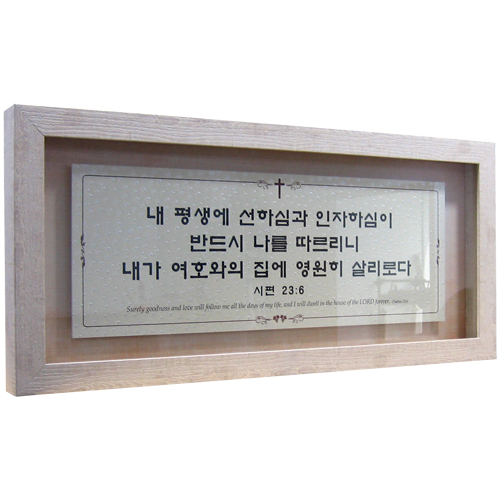 내 평생에 선하심과 인자하심이
반드시 나를 따르리니
내가 여호와의 집에 영원히 살리로다
시편 23:6
Surely goodness and love will follow me all the days of my life, and I will dwell in the house of the LORD forever.